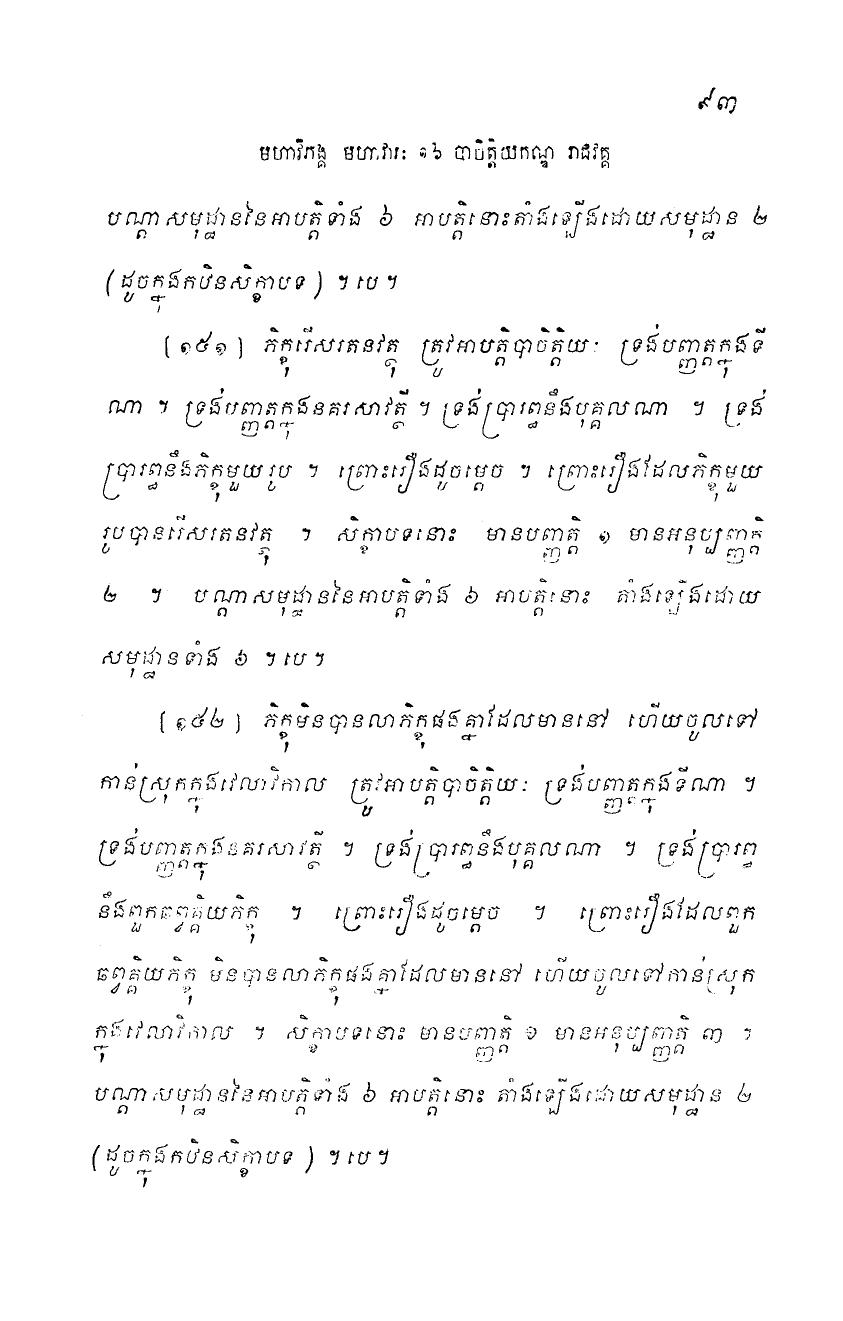 ៩៣
មហាវិភង្គ មហាវារៈ ១៦ បាចិត្តិយកណ្ឌ រាជវគ្គ
បណ្តាសមុដ្ឋាននៃអាបត្តិទាំង ៦ អាបត្តិនោះតាំងឡើងដោយសមុដ្ឋាន ២
(ដូចក្នុងកឋិនសិក្ខាបទ) ។ បេ ។
[១៥១] ភិក្ខុរើសរតនវត្ថុ ត្រូវអាបត្តិបាចិត្តិយៈ ទ្រង់បញ្ញត្តក្នុងទី
ណា ។ ទ្រង់បញ្ញត្តក្នុងនគរសាវត្ថី ។ ទ្រង់ប្រារព្ធនឹងបុគ្គលណា ។ ទ្រង់
ប្រារព្ធនឹងភិក្ខុមួយរូប ។ ព្រោះរឿងដូចម្តេច ។ ព្រោះរឿងដែលភិក្ខុមួយ
រូបបានរើសរតនវត្ថុ ។ សិក្ខាបទនោះ មានបញ្ញត្តិ ១ មានអនុប្បញ្ញត្តិ
២ ។ បណ្តាសមុដ្ឋាននៃអាបត្តិទាំង ៦ អាបត្តិនោះ តាំងឡើងដោយ
សមុដ្ឋានទាំង ៦ ។ បេ ។
[១៥២] ភិក្ខុមិនបានលាភិក្ខុផងគ្នាដែលមាននៅ ហើយចូលទៅ
កាន់ស្រុកក្នុងវេលាវិកាល ត្រូវអាបត្តិបាចិត្តិយៈ ទ្រង់បញ្ញត្តក្នុងទីណា ។
ទ្រង់បញ្ញត្តក្នុងនគរសាវត្ថី ។ ទ្រង់ប្រារព្ធនឹងបុគ្គលណា ។ ទ្រង់ប្រារព្ធ
នឹងពួកឆព្វគ្គិយភិក្ខុ ។ ព្រោះរឿងដូចម្តេច ។ ព្រោះរឿងដែលពួក
ឆព្វគ្គិយភិក្ខុ មិនបានលាភិក្ខុផងគ្នាដែលមាននៅ ហើយចូលទៅកាន់ស្រុក
ក្នុងវេលាវិកាល ។ សិក្ខាបទនោះ មានបញ្ញត្តិ ១ មានអនុប្បញ្ញត្តិ ៣ ។
បណ្តាសមុដ្ឋាននៃអាបត្តិទាំង ៦ អាបត្តិនោះ តាំងឡើងដោយសមុដ្ឋាន ២
(ដូចក្នុងកឋិនសិក្ខាបទ) ។ បេ ។